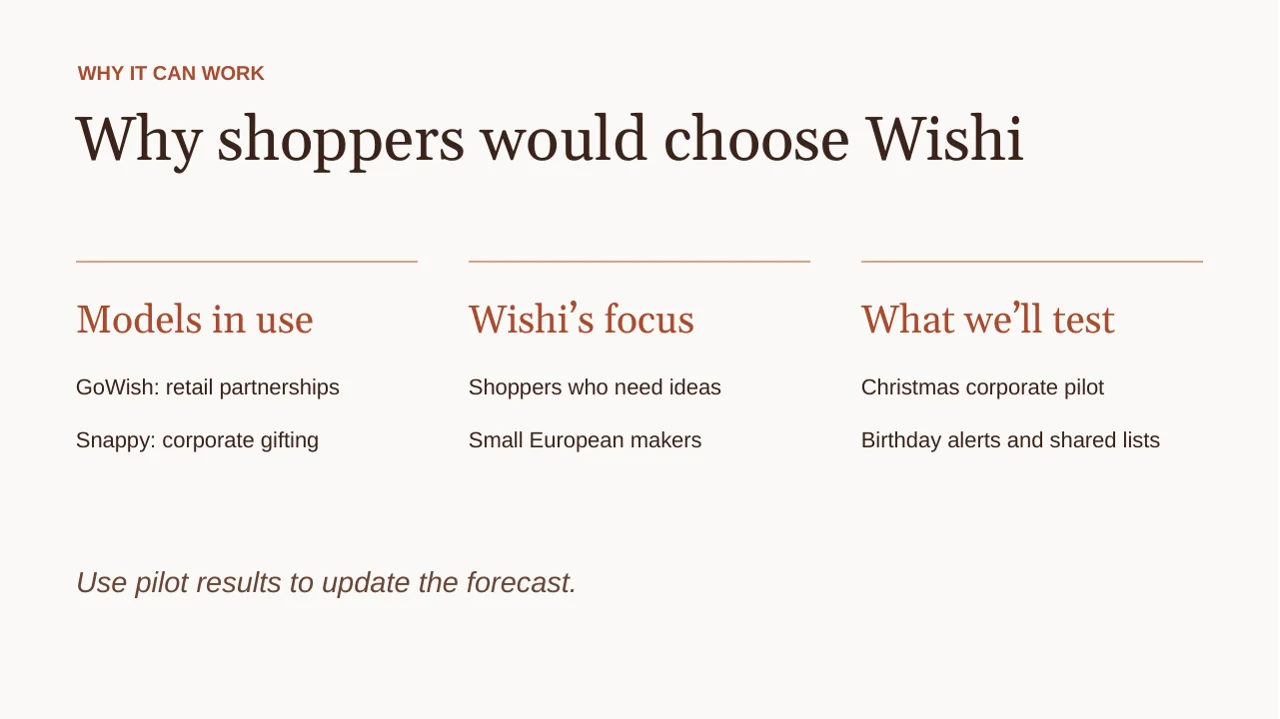 WHY IT CAN WORK
Why shoppers would choose Wishi
Models in use
GoWish: retail partnerships
Snappy: corporate gifting
Wishi’s focus
Shoppers who need ideas
Small European makers
What we’ll test
Christmas corporate pilot
Birthday alerts and shared lists
Use pilot results to update the forecast.